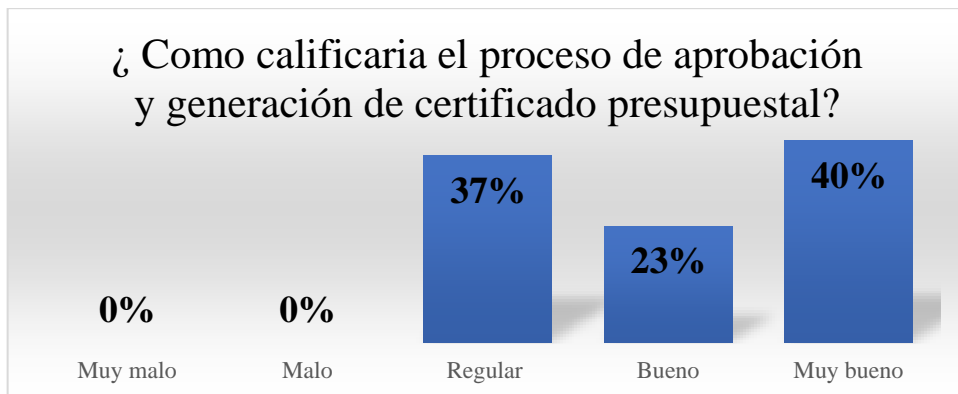 ¿ Como calificaria el proceso de aprobación
y generación de certificado presupuestal?
40%
37%
23%
0% 0%
Muy malo Malo Regular Bueno Muy bueno